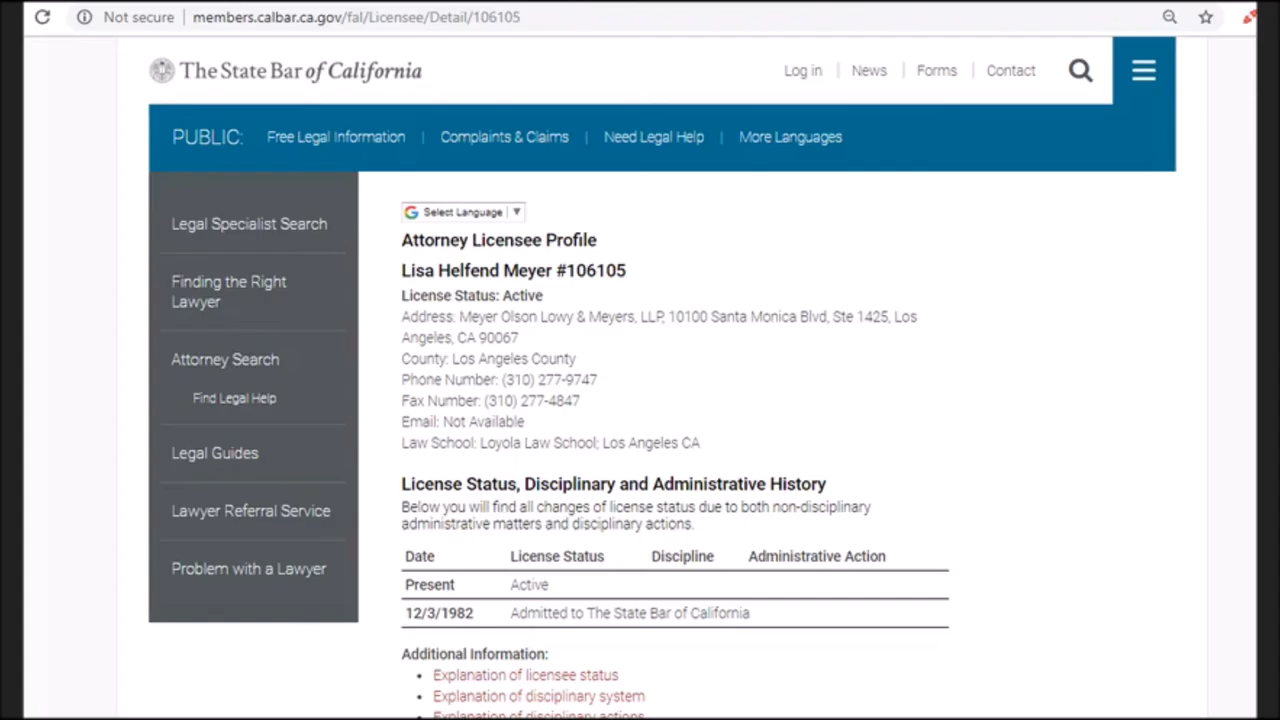 Not secure members.calbar.ca.gov/fal/Licensee/Detail/106105
The State Bar of California
Log in News Forms Contact
PUBLIC: Free Legal Information Complaints & Claims Need Legal Help More Languages
Legal Specialist Search
Finding the Right
Lawyer
Attorney Search
Find Legal Help
Legal Guides
Lawyer Referral Service
Problem with a Lawyer
Select Language
Attorney Licensee Profile
Lisa Helfend Meyer #106105
License Status: Active
Address: Meyer Olson Lowy & Meyers, LLP, 10100 Santa Monica Blvd, Ste 1425, Los
Angeles, CA 90067
County: Los Angeles County
Phone Number: (310) 277-9747
Fax Number: (310) 277-4847
Email: Not Available
Law School: Loyola Law School; Los Angeles CA
License Status, Disciplinary and Administrative History
Below you will find all changes of license status due to both non-disciplinary
administrative matters and disciplinary actions.
Date License Status Discipline Administrative Action
Present Active
12/3/1982 Admitted to The State Bar of California
Additional Information:
• Explanation of licensee status
• Explanation of disciplinary system
• Explanation of disciplinary actions